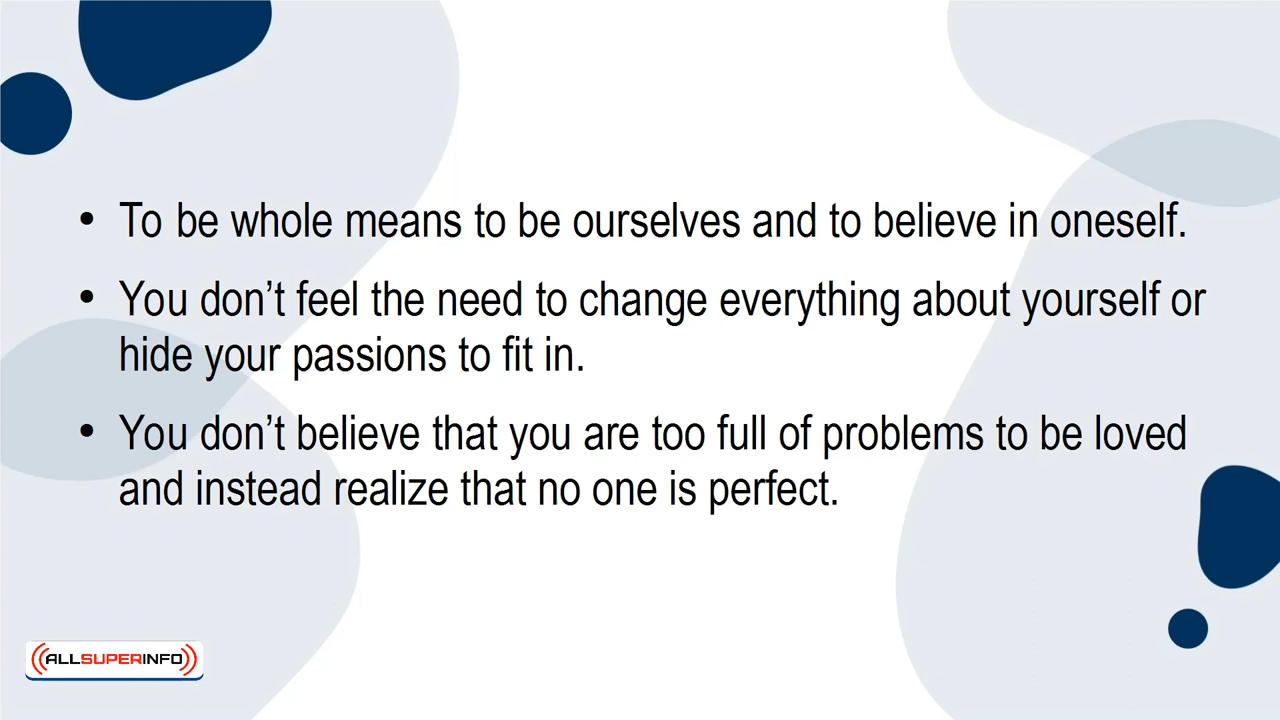 • To be whole means to be ourselves and to believe in oneself.
• You don’t feel the need to change everything about yourself or
hide your passions to fit in.
• You don’t believe that you are too full of problems to be loved
and instead realize that no one is perfect.
ALLSUPERINFO